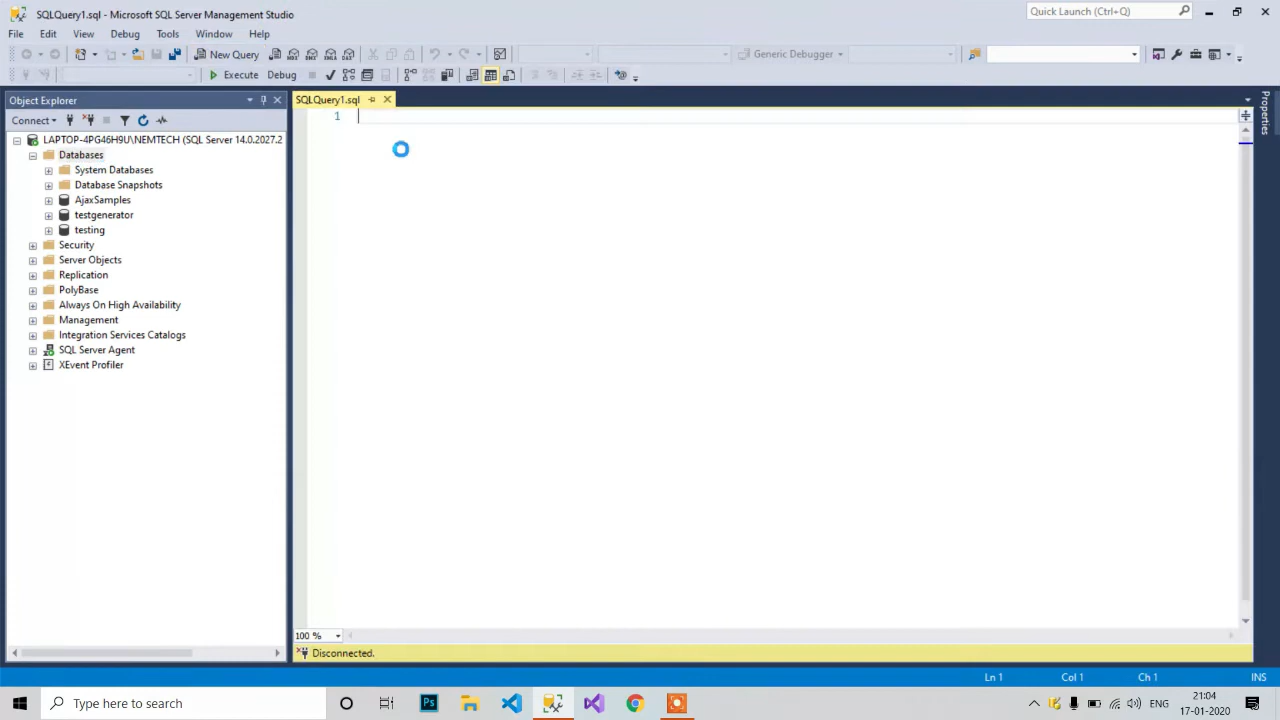 SQLQuery1.sql - Microsoft SQL Server Management Studio
Quick Launch (Ctrl+Q)
File Edit View Debug Tools Window Help
New Query
Generic Debugger
Execute Debug
Object Explorer
SQLQuery1.sql
Properties
Connect
1
LAPTOP-4PG46H9U\NEMTECH (SQL Server 14.0.2027.2
Databases
System Databases
Database Snapshots
AjaxSamples
testgenerator
testing
Security
Server Objects
Replication
PolyBase
Always On High Availability
Management
Integration Services Catalogs
SQL Server Agent
XEvent Profiler
100 %
Disconnected.
Ln 1 Col 1 Ch 1 INS
Type here to search
Ps
ENG
21:04
17-01-2020